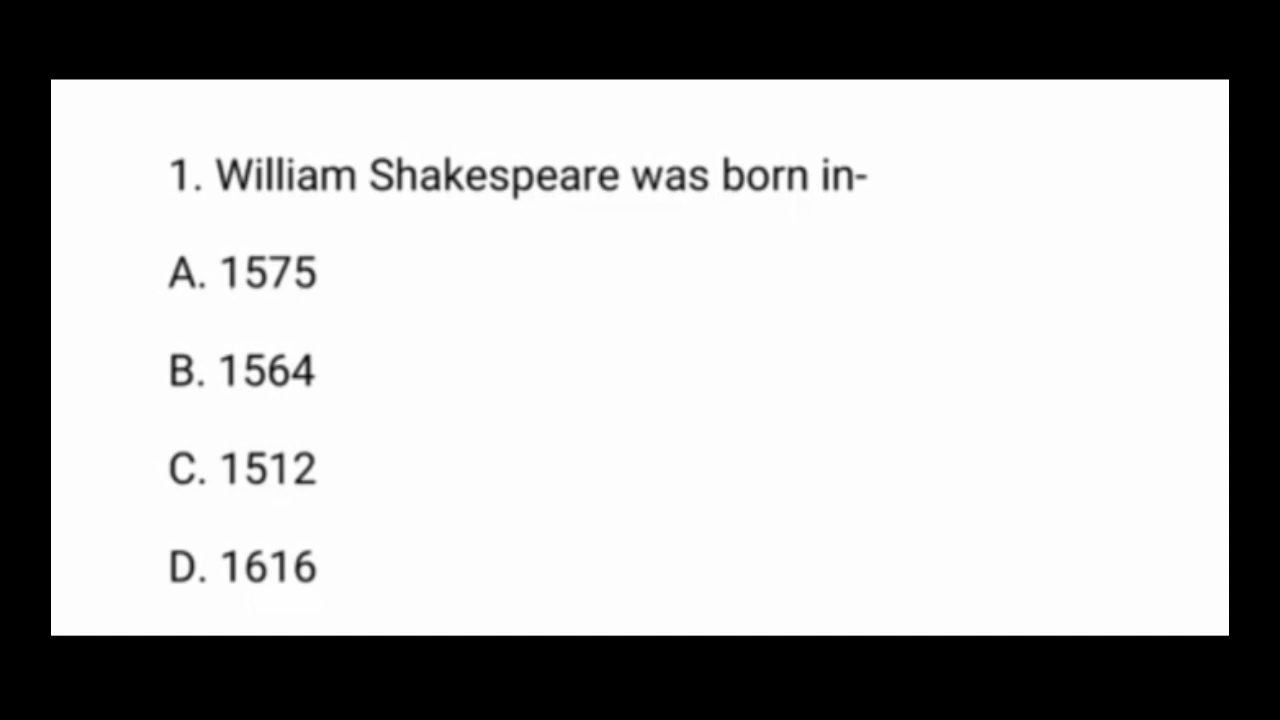 1. William Shakespeare was born in-
A. 1575
B. 1564
C. 1512
D. 1616